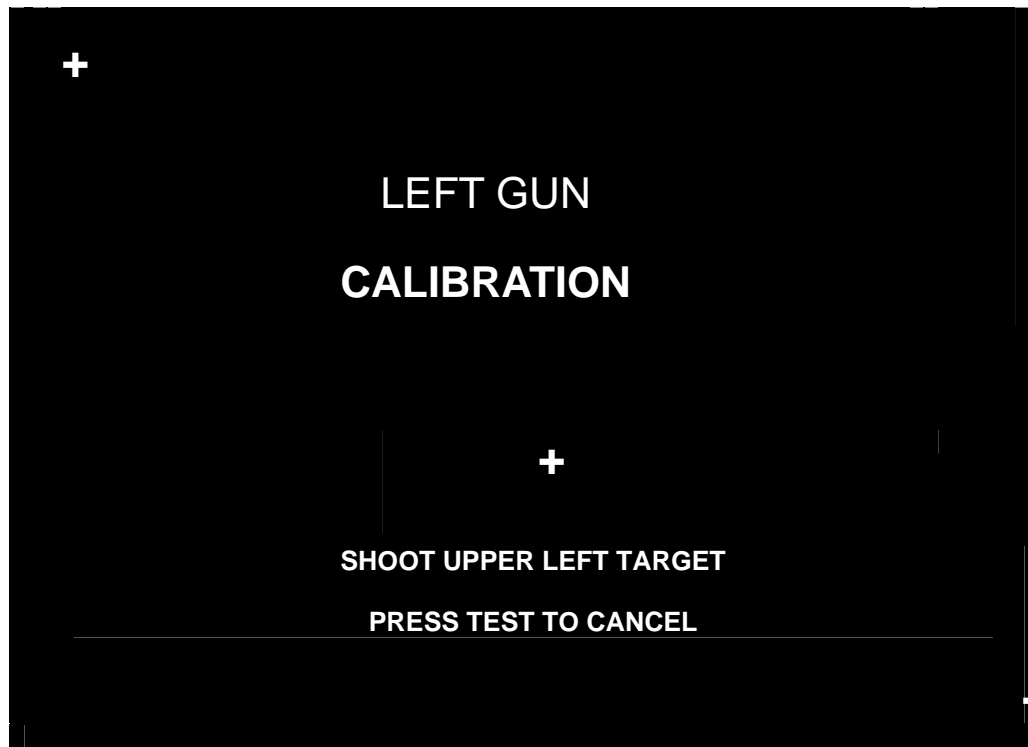 LEFT GUN
CALIBRATION
SHOOT UPPER LEFT TARGET
PRESS TEST TO CANCEL